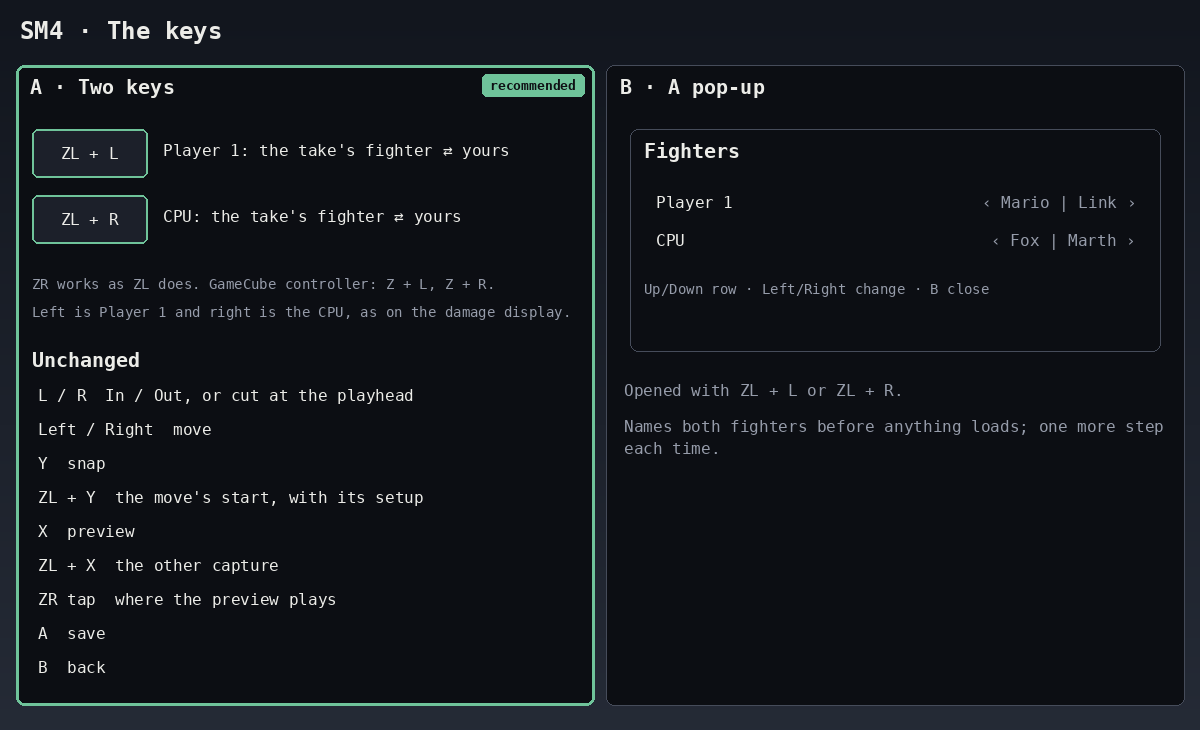 SM4 · The keys
A · Two keys
recommended
ZL + L
Player 1: the take's fighter ⇄ yours
ZL + R
CPU: the take's fighter ⇄ yours
ZR works as ZL does. GameCube controller: Z + L, Z + R.
Left is Player 1 and right is the CPU, as on the damage display.
Unchanged
L / R  In / Out, or cut at the playhead
Left / Right  move
Y  snap
ZL + Y  the move's start, with its setup
X  preview
ZL + X  the other capture
ZR tap  where the preview plays
A  save
B  back
B · A pop-up
Fighters
Player 1
‹ Mario | Link ›
CPU
‹ Fox | Marth ›
Up/Down row · Left/Right change · B close
Opened with ZL + L or ZL + R.
Names both fighters before anything loads; one more step
each time.